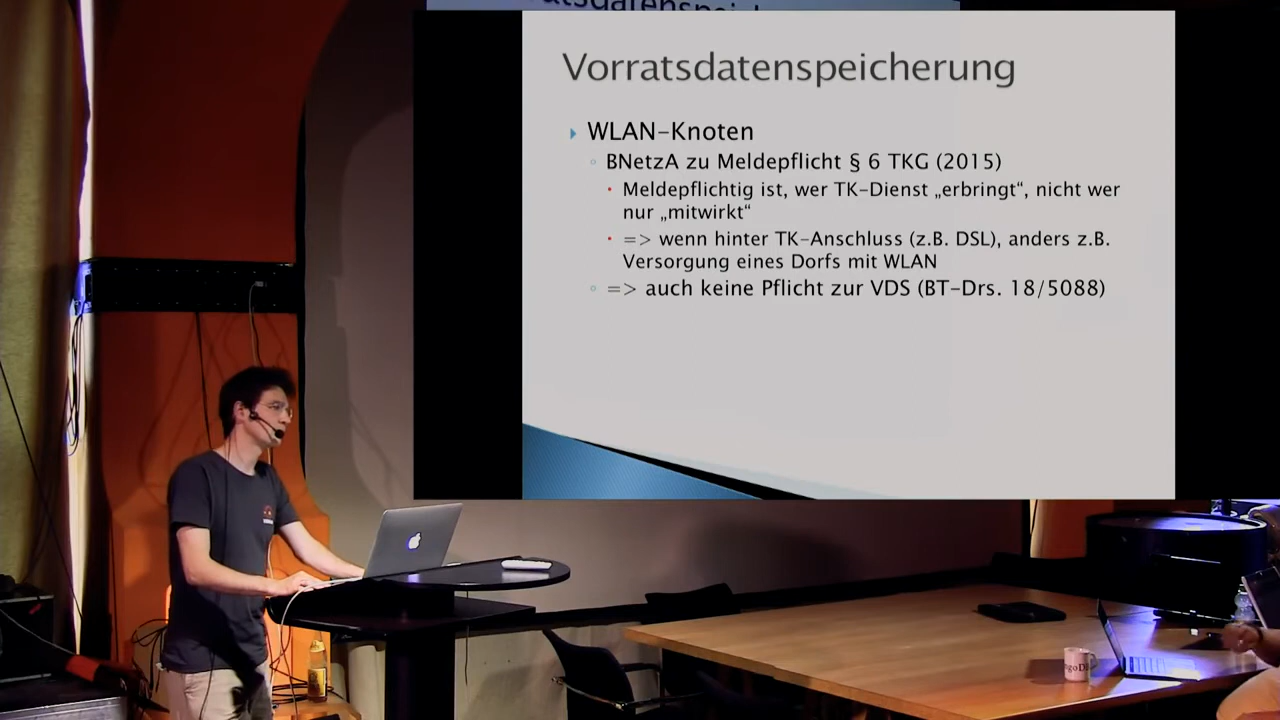 Vorratsdatenspeicherung
WLAN-Knoten
BNetzA zu Meldepflicht § 6 TKG (2015)
Meldepflichtig ist, wer TK-Dienst „erbringt“, nicht wer
nur „mitwirkt“
=> wenn hinter TK-Anschluss (z.B. DSL), anders z.B.
Versorgung eines Dorfs mit WLAN
=> auch keine Pflicht zur VDS (BT-Drs. 18/5088)